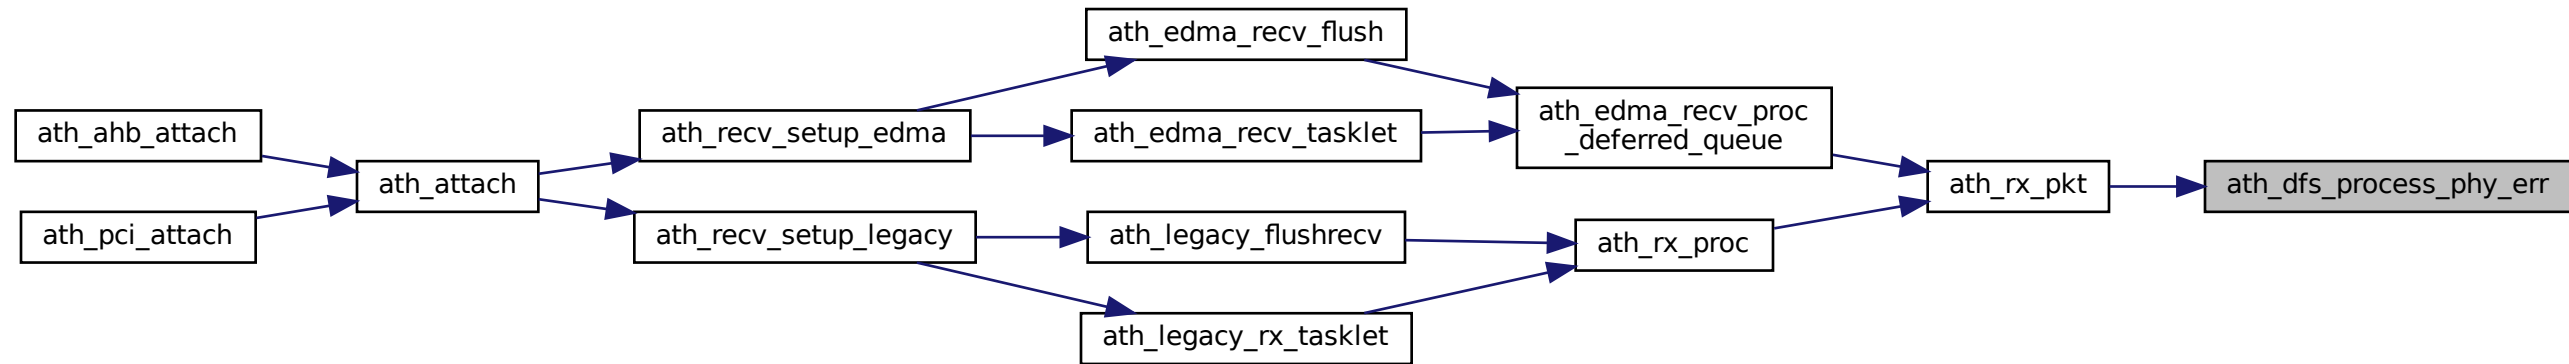 ath_ahb_attach
ath_pci_attach
ath_attach
ath_recv_setup_edma
ath_recv_setup_legacy
ath_edma_recv_flush
ath_edma_recv_tasklet
ath_legacy_flushrecv
ath_legacy_rx_tasklet
ath_edma_recv_proc
_deferred_queue
ath_rx_proc
ath_rx_pkt
ath_dfs_process_phy_err